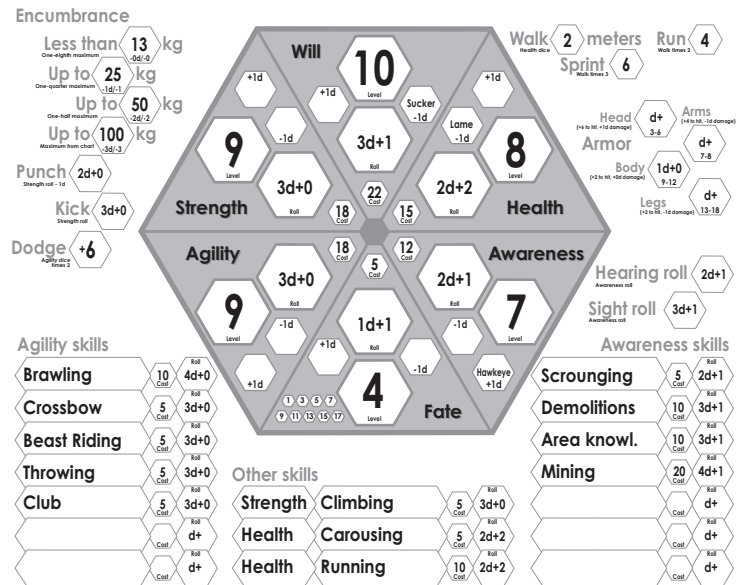 Encumbrance
Less than 13 kg
One-eighth maximum -0d/-0
Up to 25 kg
One-quarter maximum -1d/-1
Up to 50 kg
One-half maximum -2d/-2
Up to 100 kg
Maximum from chart -3d/-3
Punch 2d+0
Strength roll - 1d
Kick 3d+0
Strength roll
Dodge +6
Agility dice
times 2
Will
10
Level
+1d
Sucker
-1d
3d+1
Roll
22
Cost
+1d
-1d
9
Level
3d+0
Roll
Strength
18
Cost
+1d
Lame
-1d
8
Level
2d+2
Roll
15
Cost
Health
Agility
18
Cost
3d+0
Roll
9
Level
-1d
+1d
5
Cost
1d+1
Roll
+1d
-1d
4
Level
1 3 5 7
9 11 13 15 17
Fate
12
Cost
Awareness
2d+1
Roll
7
Level
-1d
Hawkeye
+1d
Walk 2 meters
Health dice
Run 4
Walk times 2
Sprint 6
Walk times 3
Head d+
(+6 to hit, +1d damage) 3-6
Arms
(+4 to hit, -1d damage)
d+
7-8
Armor
Body 1d+0
(+2 to hit, +0d damage) 9-12
Legs d+
(+2 to hit, -1d damage) 13-18
Hearing roll 2d+1
Awareness roll
Sight roll 3d+1
Awareness roll
Agility skills
Brawling 10 Cost Roll 4d+0
Crossbow 5 Cost Roll 3d+0
Beast Riding 5 Cost Roll 3d+0
Throwing 5 Cost Roll 3d+0
Club 5 Cost Roll 3d+0
Cost Roll d+
Cost Roll d+
Other skills
Strength Climbing 5 Cost Roll 3d+0
Health Carousing 5 Cost Roll 2d+2
Health Running 10 Cost Roll 2d+2
Awareness skills
Scrounging 5 Cost Roll 2d+1
Demolitions 10 Cost Roll 3d+1
Area knowl. 10 Cost Roll 3d+1
Mining 20 Cost Roll 4d+1
Cost Roll d+
Cost Roll d+
Cost Roll d+